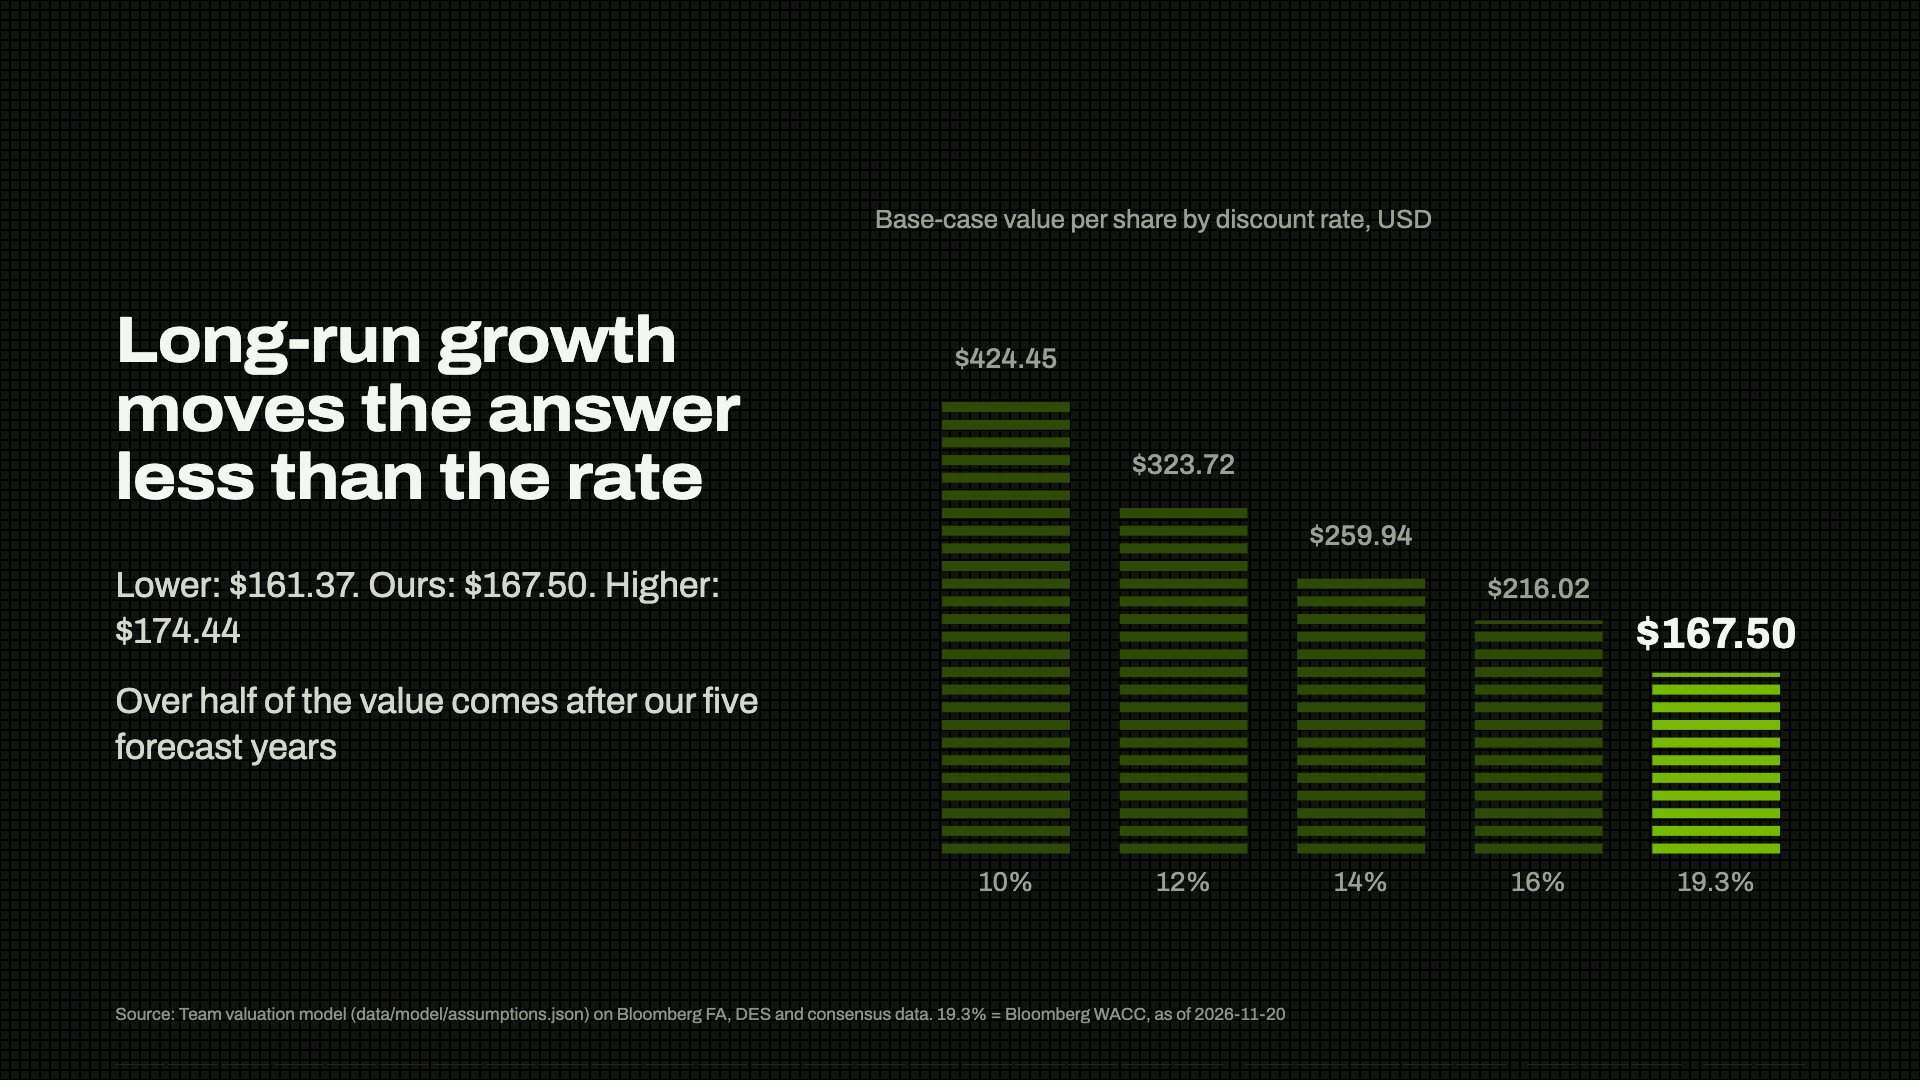 Base-case value per share by discount rate, USD
Long-run growth
moves the answer
less than the rate
Lower: $161.37. Ours: $167.50. Higher:
$174.44
Over half of the value comes after our five
forecast years
$424.45
$323.72
$259.94
$216.02
$167.50
10%
12%
14%
16%
19.3%
Source: Team valuation model (data/model/assumptions.json) on Bloomberg FA, DES and consensus data. 19.3% = Bloomberg WACC, as of 2026-11-20